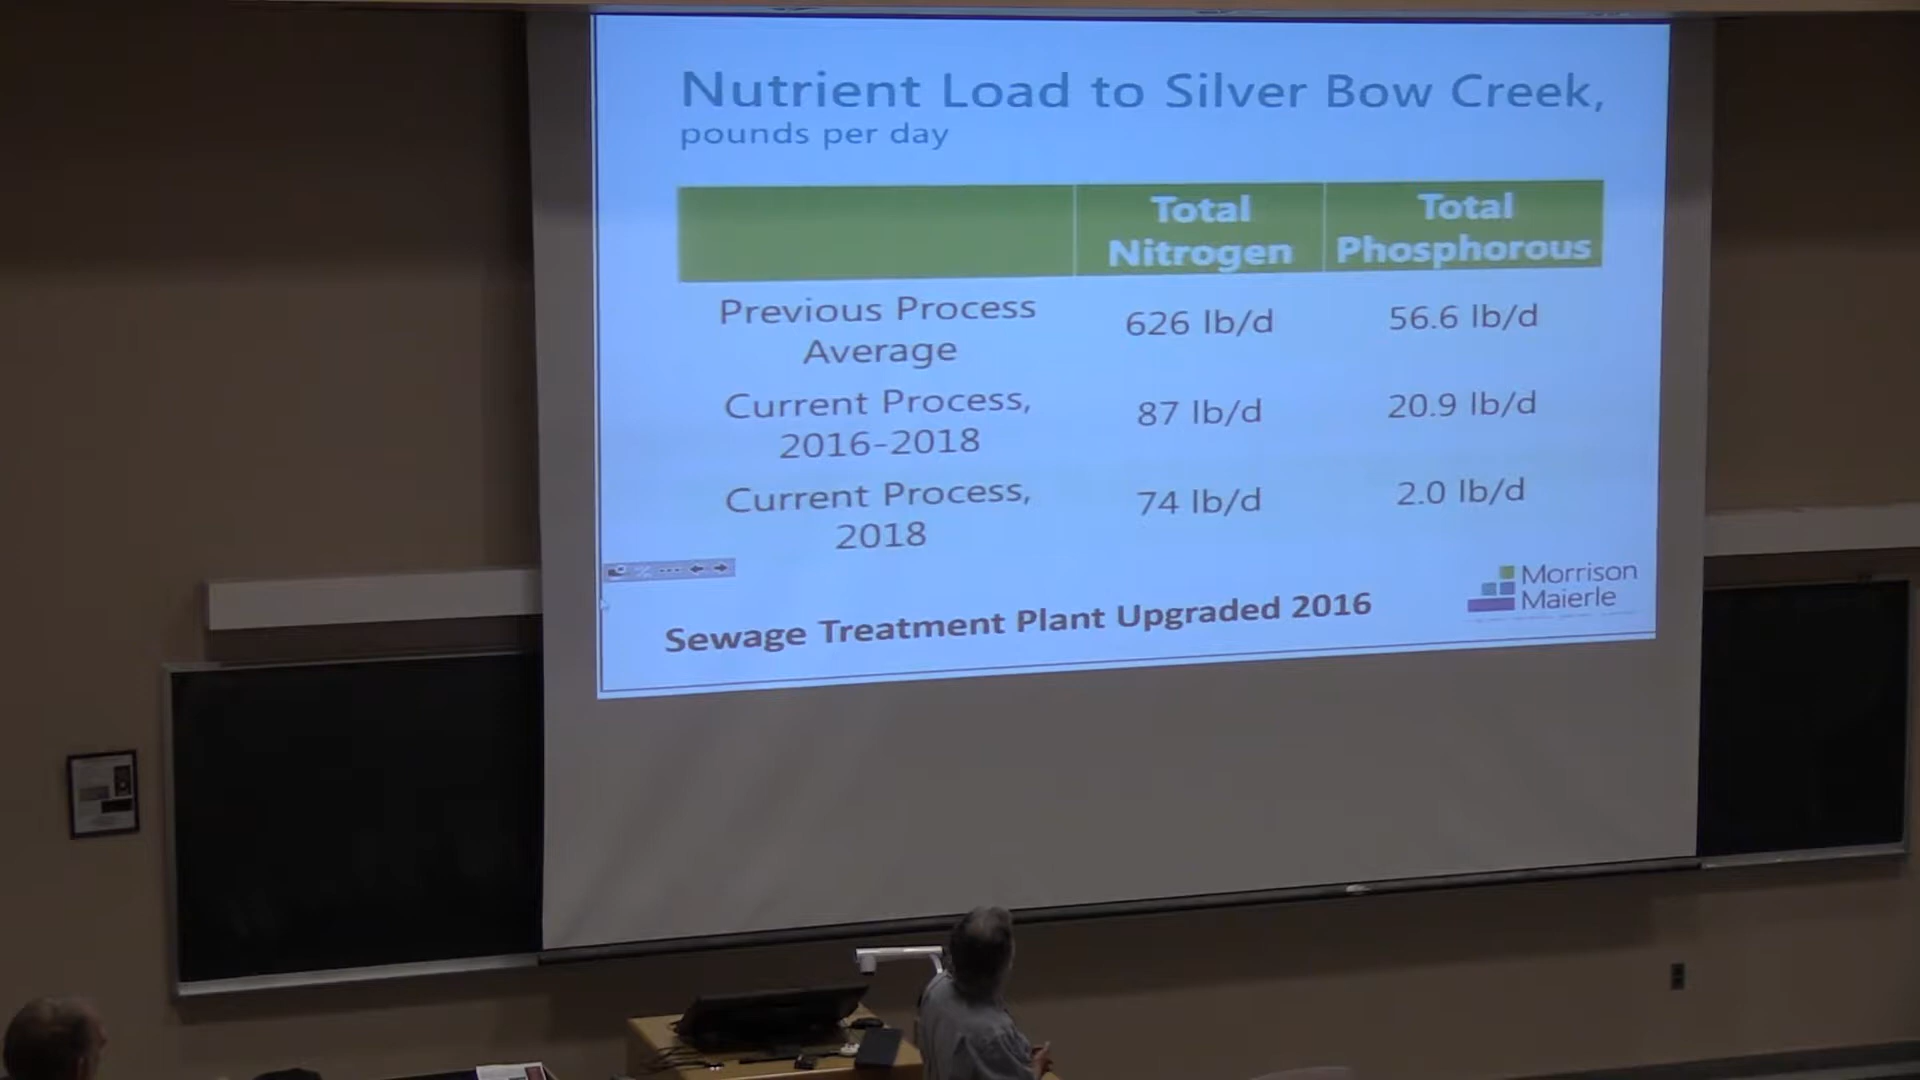 Nutrient Load to Silver Bow Creek,
pounds per day
Total
Nitrogen
Total
Phosphorous
Previous Process
Average
626 lb/d
56.6 lb/d
Current Process,
2016-2018
87 lb/d
20.9 lb/d
Current Process,
2018
74 lb/d
2.0 lb/d
Sewage Treatment Plant Upgraded 2016
Morrison
Maierle